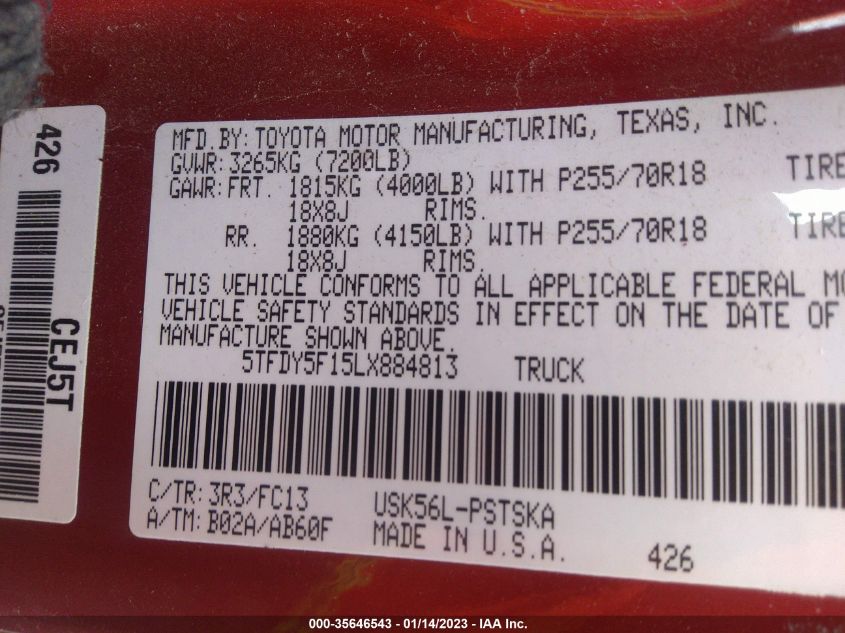 426
CEJ5T
MFD.BY:TOYOTA MOTOR MANUFACTURING, TEXAS, INC.
GVWR:3265KG (7200LB)
GAWR:FRT. 1815KG (4000LB) WITH P255/70R18 TIRE
18X8J RIMS.
RR. 1880KG (4150LB) WITH P255/70R18 TIRE
18X8J RIMS.
THIS VEHICLE CONFORMS TO ALL APPLICABLE FEDERAL MO
VEHICLE SAFETY STANDARDS IN EFFECT ON THE DATE OF
MANUFACTURE SHOWN ABOVE.
5TFDY5F15LX884813 TRUCK
C/TR:3R3/FC13 USK56L-PSTSKA
A/TM:B02A/AB60F MADE IN U.S.A. 426
000-35646543 - 01/14/2023 - IAA Inc.